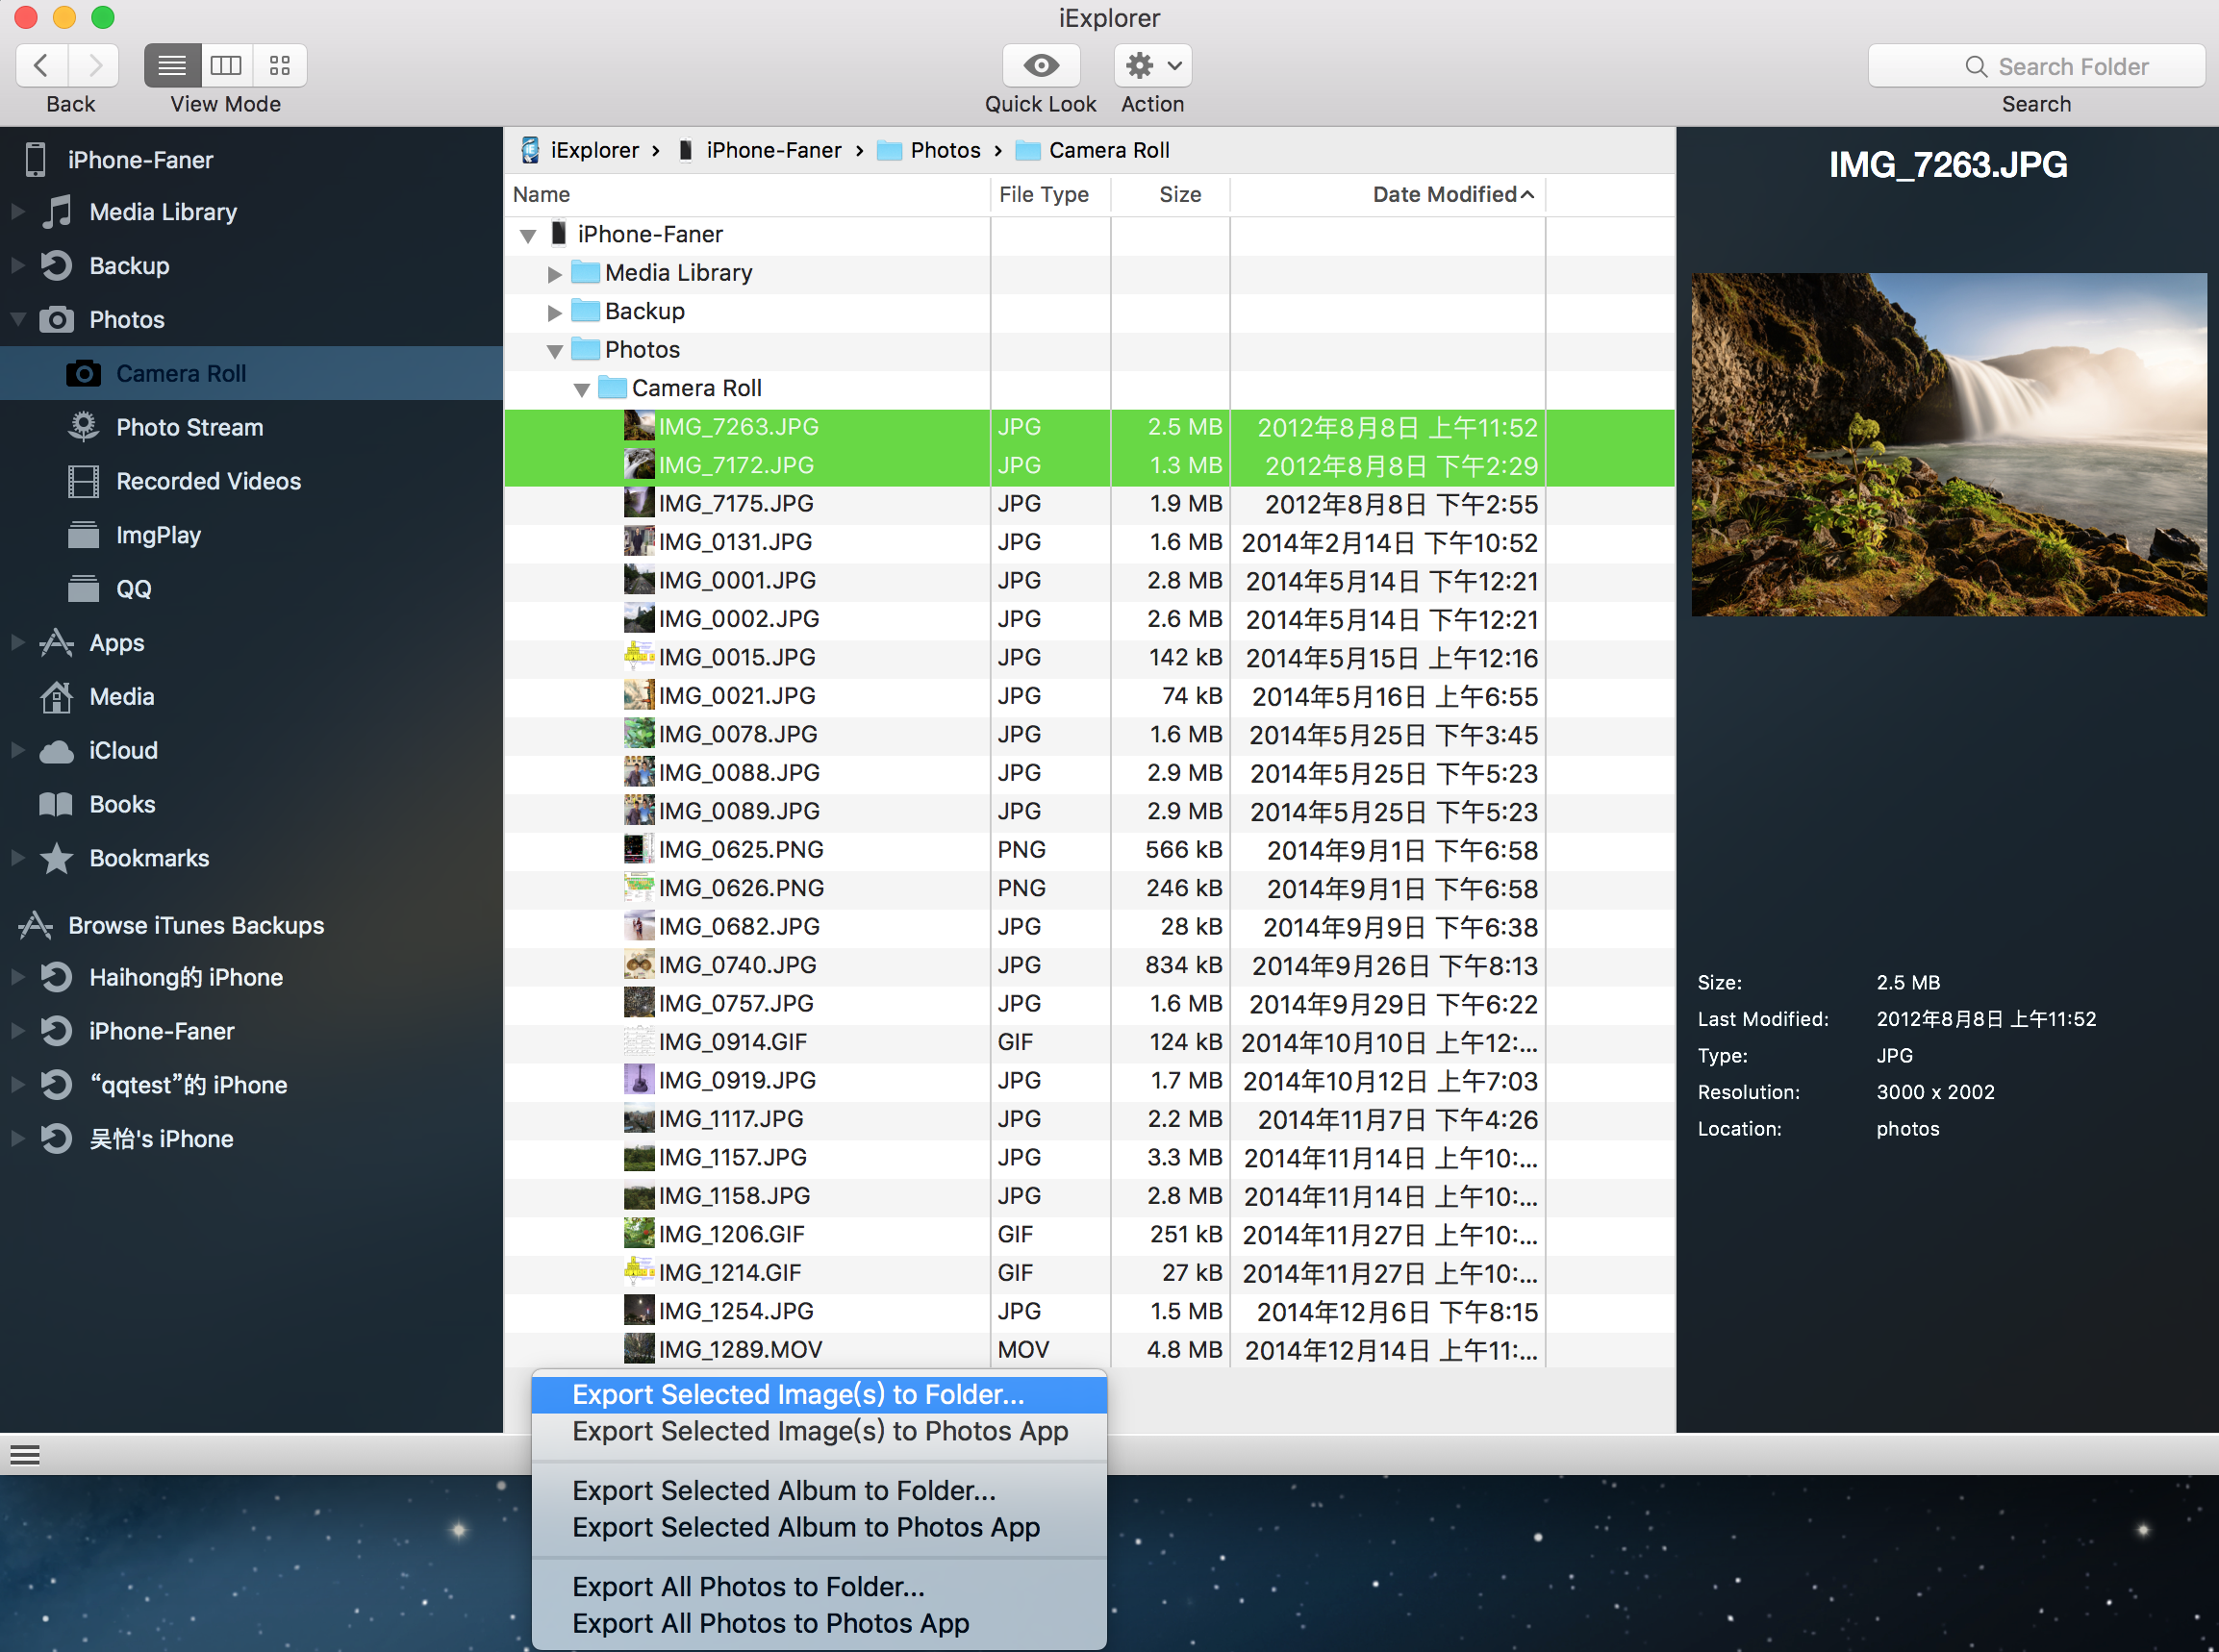 iExplorer
Back
View Mode
Quick Look
Action
Search Folder
Search
iPhone-Faner
Media Library
Backup
Photos
Camera Roll
Photo Stream
Recorded Videos
ImgPlay
QQ
Apps
Media
iCloud
Books
Bookmarks
Browse iTunes Backups
Haihong的 iPhone
iPhone-Faner
“qqtest”的 iPhone
吴怡's iPhone
iExplorer › iPhone-Faner › Photos › Camera Roll
Name File Type Size Date Modified
iPhone-Faner
Media Library
Backup
Photos
Camera Roll
IMG_7263.JPG JPG 2.5 MB 2012年8月8日 上午11:52
IMG_7172.JPG JPG 1.3 MB 2012年8月8日 下午2:29
IMG_7175.JPG JPG 1.9 MB 2012年8月8日 下午2:55
IMG_0131.JPG JPG 1.6 MB 2014年2月14日 下午10:52
IMG_0001.JPG JPG 2.8 MB 2014年5月14日 下午12:21
IMG_0002.JPG JPG 2.6 MB 2014年5月14日 下午12:21
IMG_0015.JPG JPG 142 kB 2014年5月15日 上午12:16
IMG_0021.JPG JPG 74 kB 2014年5月16日 上午6:55
IMG_0078.JPG JPG 1.6 MB 2014年5月25日 下午3:45
IMG_0088.JPG JPG 2.9 MB 2014年5月25日 下午5:23
IMG_0089.JPG JPG 2.9 MB 2014年5月25日 下午5:23
IMG_0625.PNG PNG 566 kB 2014年9月1日 下午6:58
IMG_0626.PNG PNG 246 kB 2014年9月1日 下午6:58
IMG_0682.JPG JPG 28 kB 2014年9月9日 下午6:38
IMG_0740.JPG JPG 834 kB 2014年9月26日 下午8:13
IMG_0757.JPG JPG 1.6 MB 2014年9月29日 下午6:22
IMG_0914.GIF GIF 124 kB 2014年10月10日 上午12:...
IMG_0919.JPG JPG 1.7 MB 2014年10月12日 上午7:03
IMG_1117.JPG JPG 2.2 MB 2014年11月7日 下午4:26
IMG_1157.JPG JPG 3.3 MB 2014年11月14日 上午10:...
IMG_1158.JPG JPG 2.8 MB 2014年11月14日 上午10:...
IMG_1206.GIF GIF 251 kB 2014年11月27日 上午10:...
IMG_1214.GIF GIF 27 kB 2014年11月27日 上午10:...
IMG_1254.JPG JPG 1.5 MB 2014年12月6日 下午8:15
IMG_1289.MOV MOV 4.8 MB 2014年12月14日 上午11:...
Export Selected Image(s) to Folder...
Export Selected Image(s) to Photos App
Export Selected Album to Folder...
Export Selected Album to Photos App
Export All Photos to Folder...
Export All Photos to Photos App
IMG_7263.JPG
Size: 2.5 MB
Last Modified: 2012年8月8日 上午11:52
Type: JPG
Resolution: 3000 x 2002
Location: photos